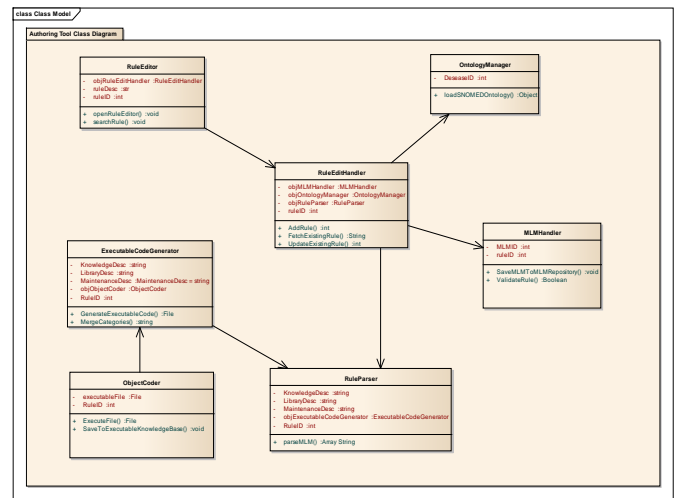 class Class Model
Authoring Tool Class Diagram
RuleEditor
- objRuleEditHandler :RuleEditHandler
- ruleDesc :str
- ruleID :int
+ openRuleEditor() :void
+ searchRule() :void
OntologyManager
- DeseaseID :int
+ loadSNOMEDOntology() :Object
RuleEditHandler
- objMLMHandler :MLMHandler
- objOntologyManager :OntologyManager
- objRuleParser :RuleParser
- ruleID :int
+ AddRule() :int
+ FetchExistingRule() :String
+ UpdateExistingRule() :int
MLMHandler
- MLMID :int
- ruleID :int
+ SaveMLMToMLMRepository() :void
+ ValidateRule() :Boolean
ExecutableCodeGenerator
- KnowledgeDesc :string
- LibraryDesc :string
- MaintenanceDesc :MaintenanceDesc = string
- objObjectCoder :ObjectCoder
- RuleID :int
+ GenerateExecutableCode() :File
+ MergeCategories() :string
ObjectCoder
- executableFile :File
- RuleID :int
+ ExecuteFile() :File
+ SaveToExecutableKnowledgeBase() :void
RuleParser
- KnowledgeDesc :string
- LibraryDesc :string
- MaintenanceDesc :string
- objExecutableCodeGenerator :ExecutableCodeGenerator
- RuleID :int
+ parseMLM() :Array String